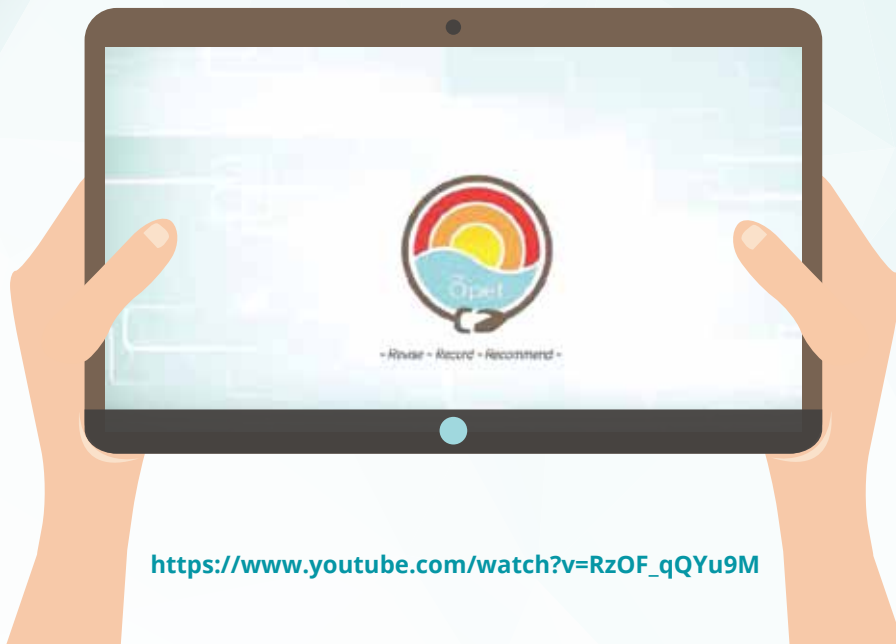 Opet
- Revise - Record - Recommend -
https://www.youtube.com/watch?v=RzOF_qQYu9M